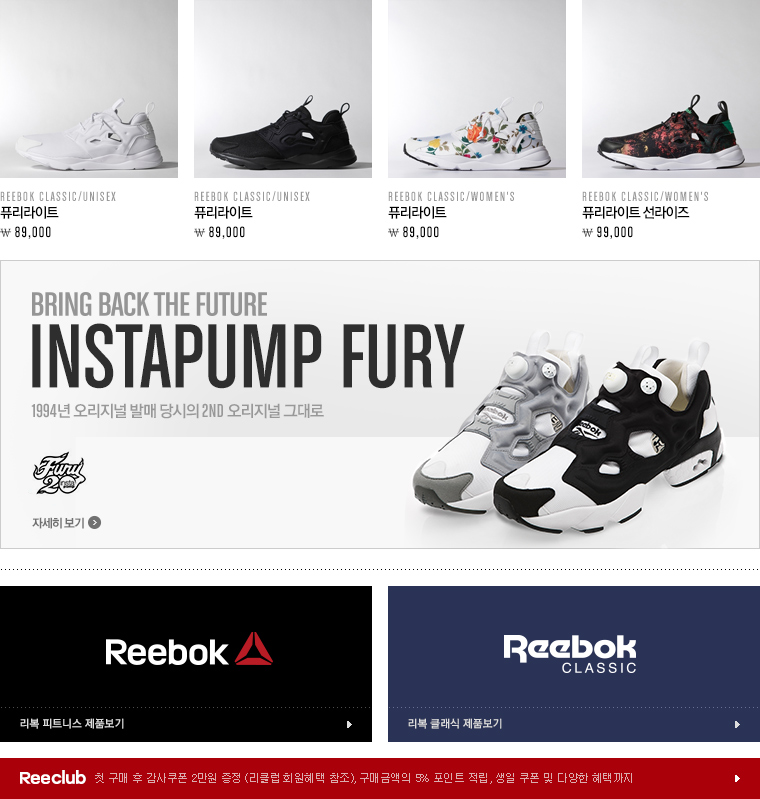 REEBOK CLASSIC/UNISEX
퓨리라이트
₩ 89,000
REEBOK CLASSIC/UNISEX
퓨리라이트
₩ 89,000
REEBOK CLASSIC/WOMEN'S
퓨리라이트
₩ 89,000
REEBOK CLASSIC/WOMEN'S
퓨리라이트 선라이즈
₩ 99,000
BRING BACK THE FUTURE
INSTAPUMP FURY
1994년 오리지널 발매 당시의 2ND 오리지널 그대로
Fury
20
자세히 보기
Reebok
Reebok
Reebok
리복 피트니스 제품보기
Reebok
CLASSIC
리복 클래식 제품보기
Reeclub 첫 구매 후 감사쿠폰 2만원 증정 (리클럽 회원혜택 참조), 구매금액의 5% 포인트 적립, 생일 쿠폰 및 다양한 혜택까지